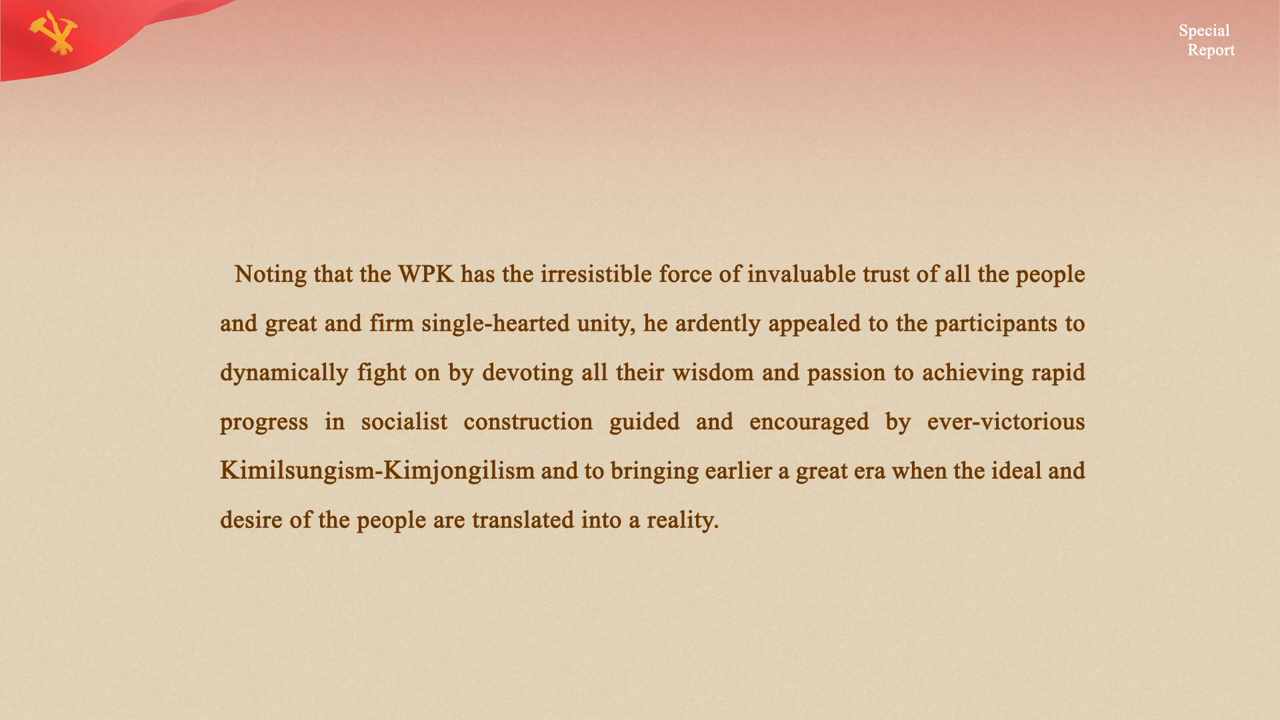 Special
Report
Noting that the WPK has the irresistible force of invaluable trust of all the people
and great and firm single-hearted unity, he ardently appealed to the participants to
dynamically fight on by devoting all their wisdom and passion to achieving rapid
progress in socialist construction guided and encouraged by ever-victorious
Kimilsungism-Kimjongilism and to bringing earlier a great era when the ideal and
desire of the people are translated into a reality.